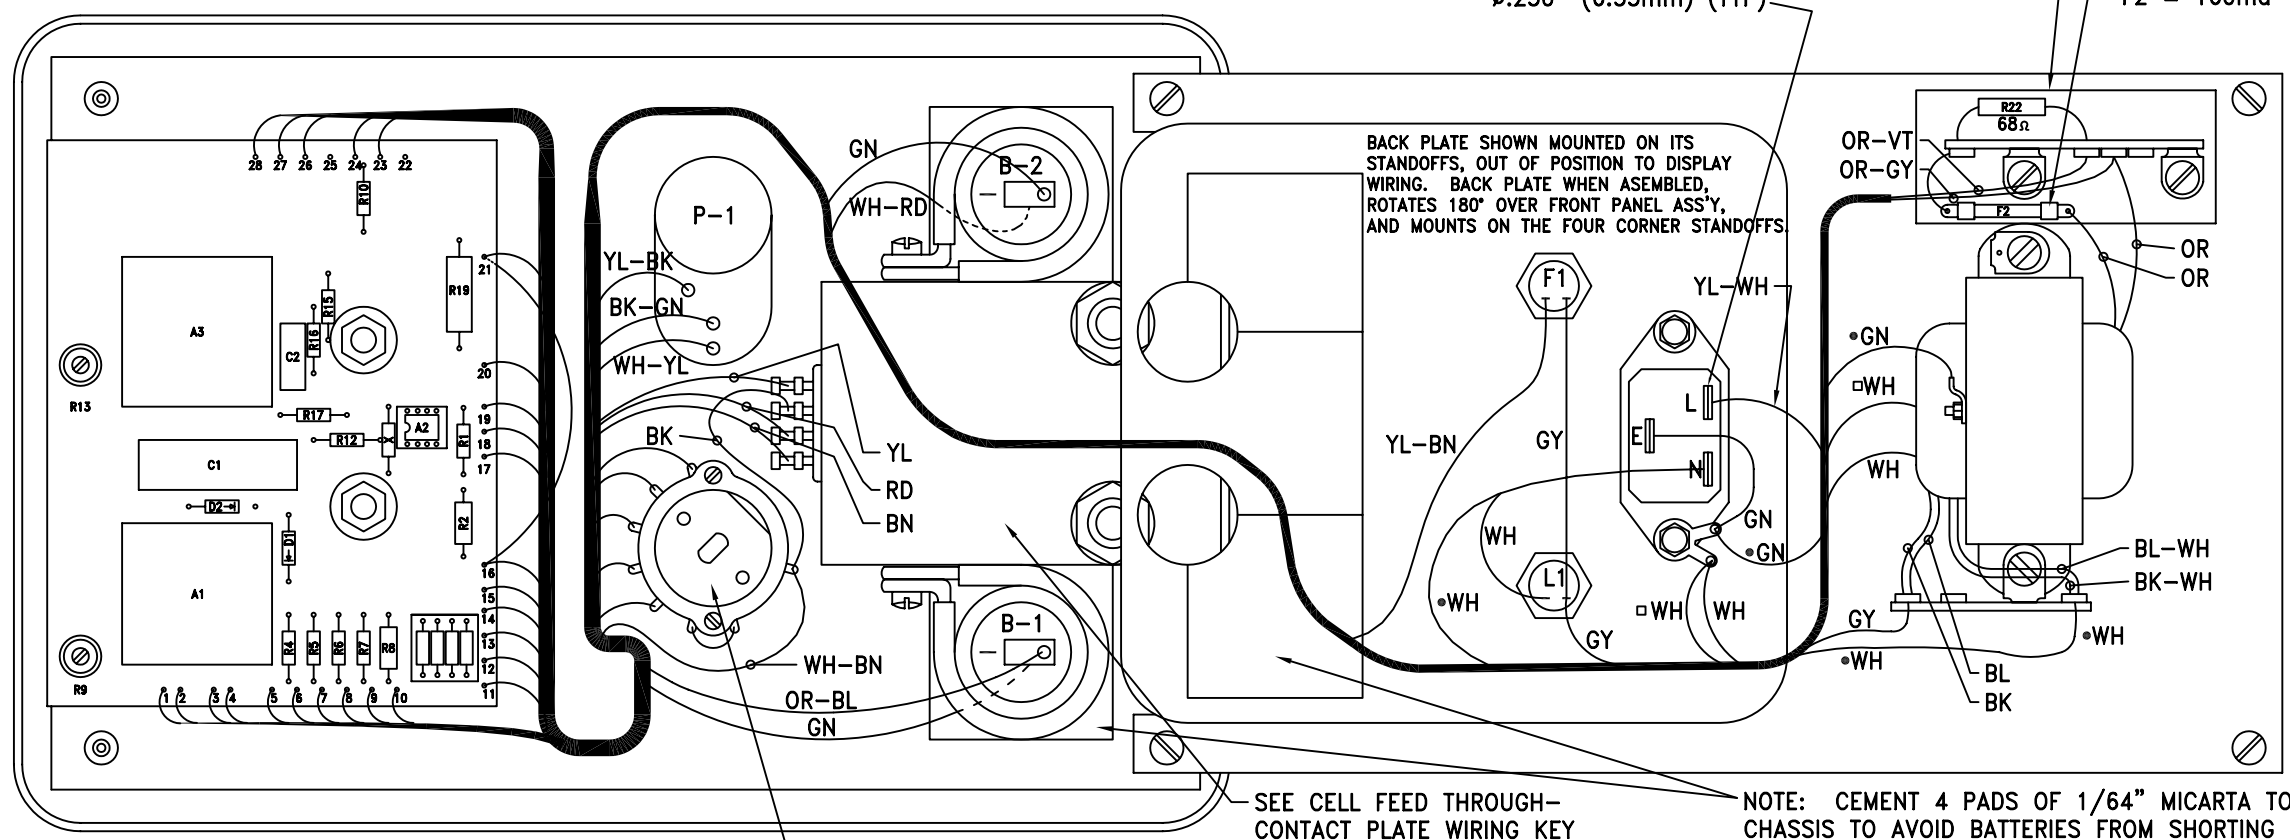 ø.250" (6.35mm) (TYP)
F2 = 100ma
BACK PLATE SHOWN MOUNTED ON ITS
STANDOFFS, OUT OF POSITION TO DISPLAY
WIRING. BACK PLATE WHEN ASEMBLED,
ROTATES 180° OVER FRONT PANEL ASS'Y,
AND MOUNTS ON THE FOUR CORNER STANDOFFS.
28 27 26 25 24 23 22
R10
A3
R15
R16
C2
R19
21
20
R13
R17
R12
A2
R1
19
18
17
C1
D2
D1
R2
16
15
14
13
12
11
A1
R4 R5 R6 R7 R8
R9
1 2 3 4 5 6 7 8 9 10
P-1
GN
WH-RD
B-2
YL-BK
BK-GN
WH-YL
BK
YL
RD
BN
B-1
WH-BN
OR-BL
GN
F1
YL-WH
L
E
N
YL-BN
GY
WH
GN
GN
L1
WH
□WH
WH
GY
R22
68Ω
OR-VT
OR-GY
F2
OR
OR
GN
□WH
WH
BL-WH
BK-WH
GY
WH
WH
BL
BK
SEE CELL FEED THROUGH-
CONTACT PLATE WIRING KEY
NOTE: CEMENT 4 PADS OF 1/64" MICARTA TO
CHASSIS TO AVOID BATTERIES FROM SHORTING